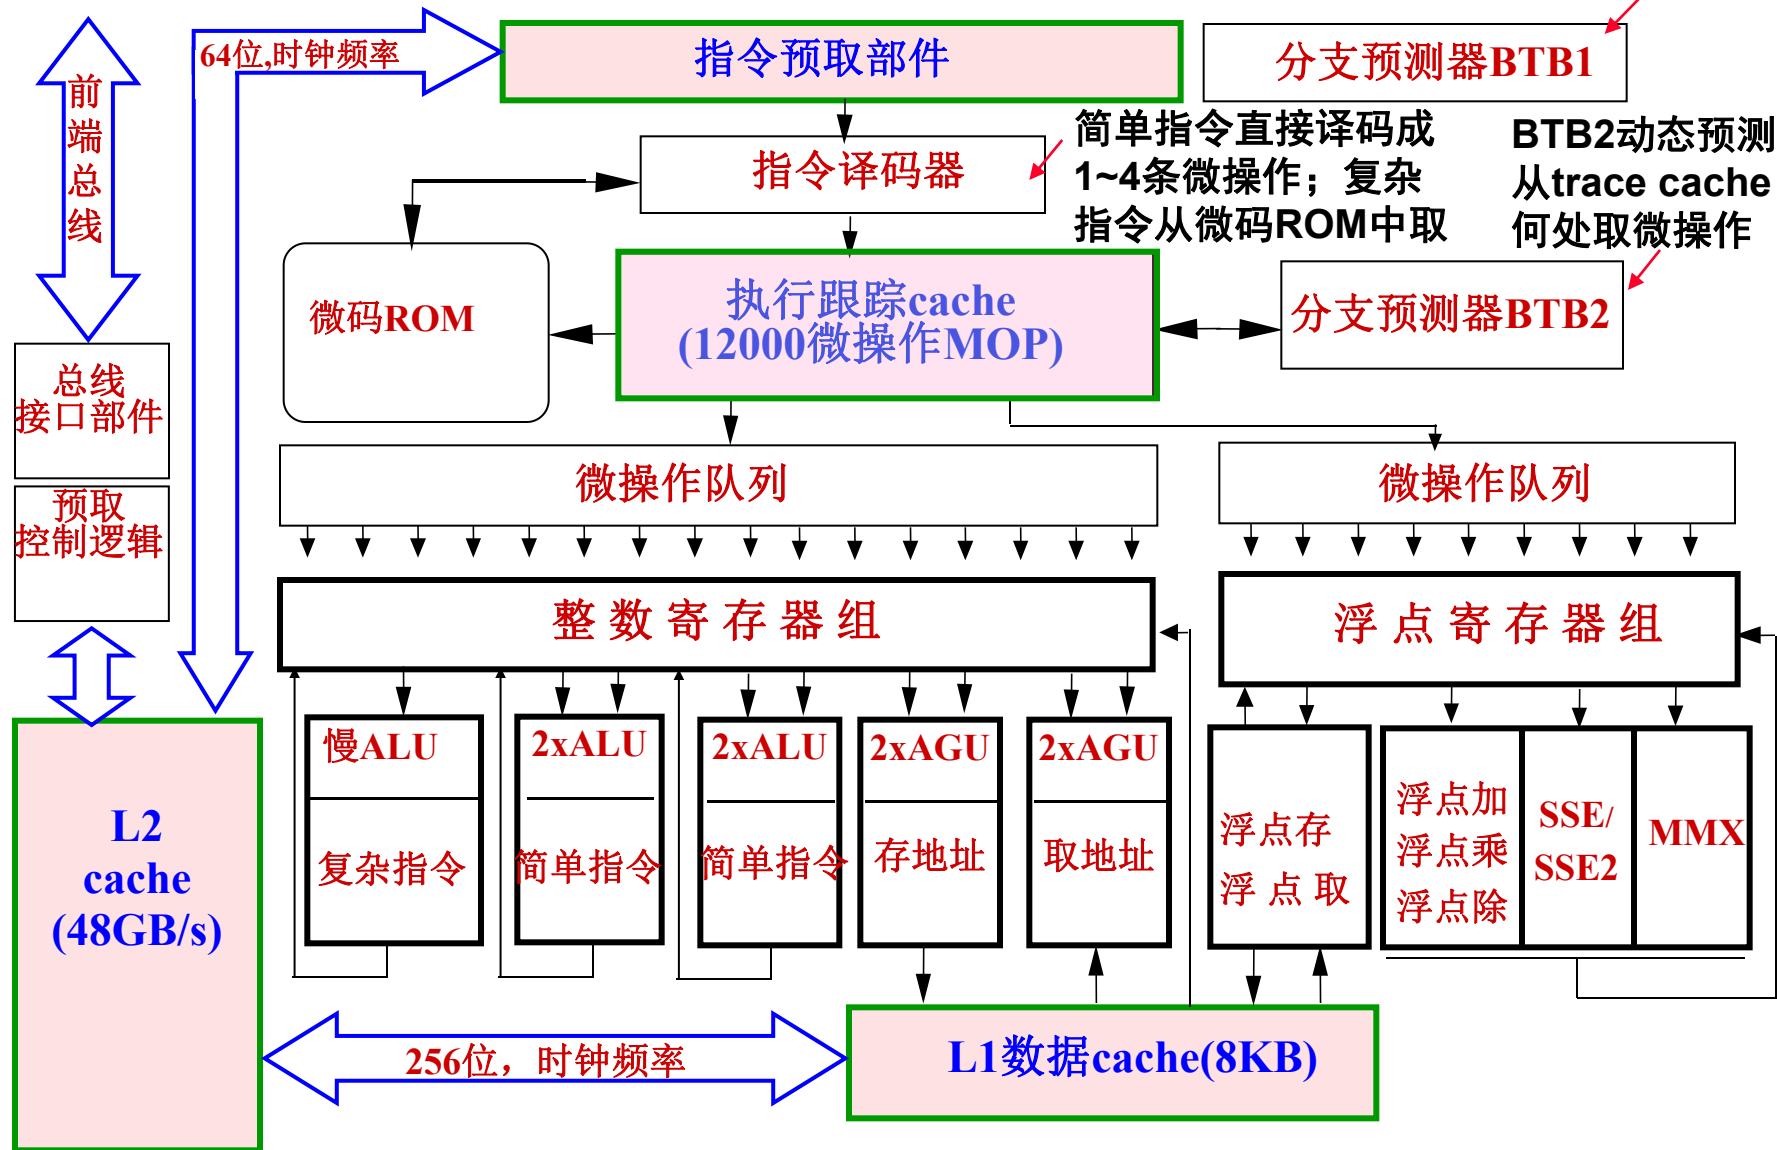 64位,时钟频率
指令预取部件
分支预测器BTB1
前
端
总
线
简单指令直接译码成
1~4条微操作；复杂
指令从微码ROM中取
BTB2动态预测
从trace cache
何处取微操作
指令译码器
微码ROM
执行跟踪cache
(12000微操作MOP)
分支预测器BTB2
总线
接口部件
预取
控制逻辑
微操作队列
微操作队列
整数寄存器组
浮点寄存器组
慢ALU
复杂指令
2xALU
简单指令
2xALU
简单指令
2xAGU
存地址
2xAGU
取地址
浮点存
浮点取
浮点加
浮点乘
浮点除
SSE/
SSE2
MMX
L2
cache
(48GB/s)
256位，时钟频率
L1数据cache(8KB)